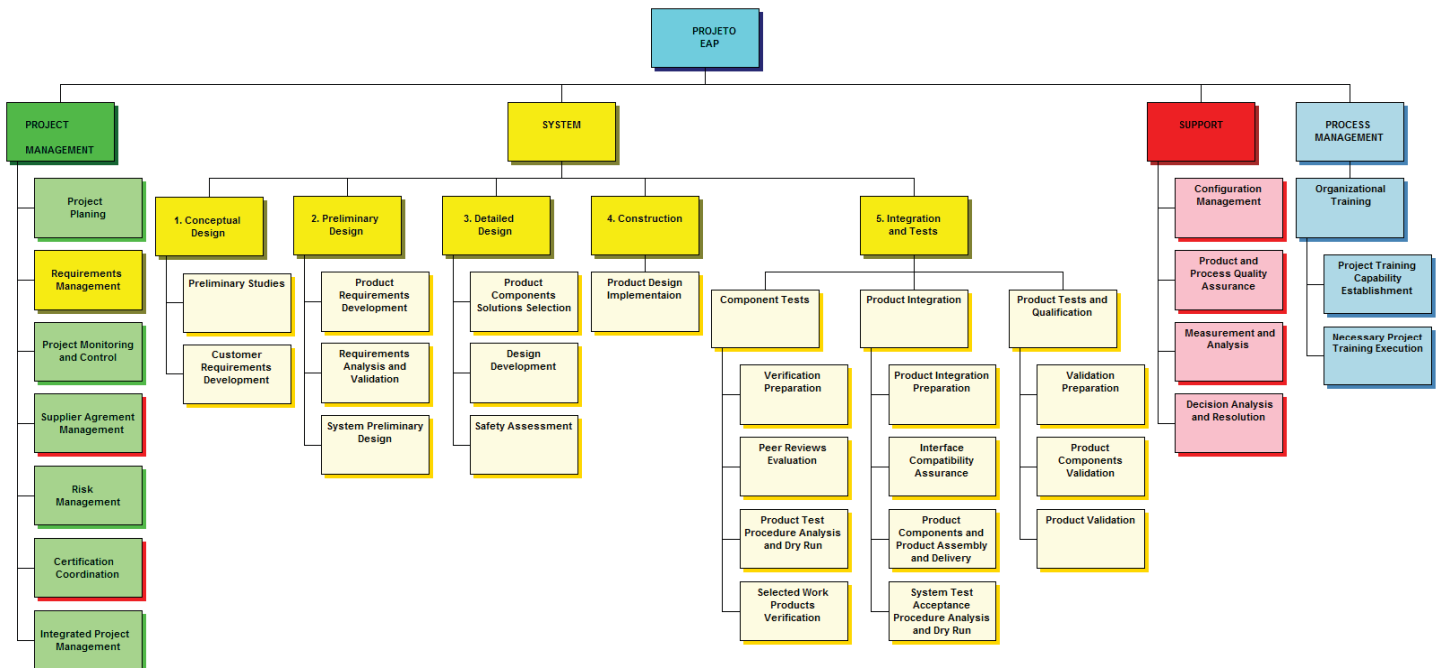 PROJETO
EAP
PROJECT
MANAGEMENT
SYSTEM
SUPPORT
PROCESS
MANAGEMENT
Project
Planing
Requirements
Management
Project Monitoring
and Control
Supplier Agrement
Management
Risk
Management
Certification
Coordination
Integrated Project
Management
1. Conceptual
Design
Preliminary Studies
Customer
Requirements
Development
2. Preliminary
Design
Product
Requirements
Development
Requirements
Analysis and
Validation
System Preliminary
Design
3. Detailed
Design
Product
Components
Solutions Selection
Design
Development
Safety Assessment
4. Construction
Product Design
Implementaion
5. Integration
and Tests
Component Tests
Verification
Preparation
Peer Reviews
Evaluation
Product Test
Procedure Analysis
and Dry Run
Selected Work
Products
Verification
Product Integration
Product Integration
Preparation
Interface
Compatibility
Assurance
Product
Components and
Product Assembly
and Delivery
System Test
Acceptance
Procedure Analysis
and Dry Run
Product Tests and
Qualification
Validation
Preparation
Product
Components
Validation
Product Validation
Configuration
Management
Product and
Process Quality
Assurance
Measurement and
Analysis
Decision Analysis
and Resolution
Organizational
Training
Project Training
Capability
Establishment
Necessary Project
Training Execution